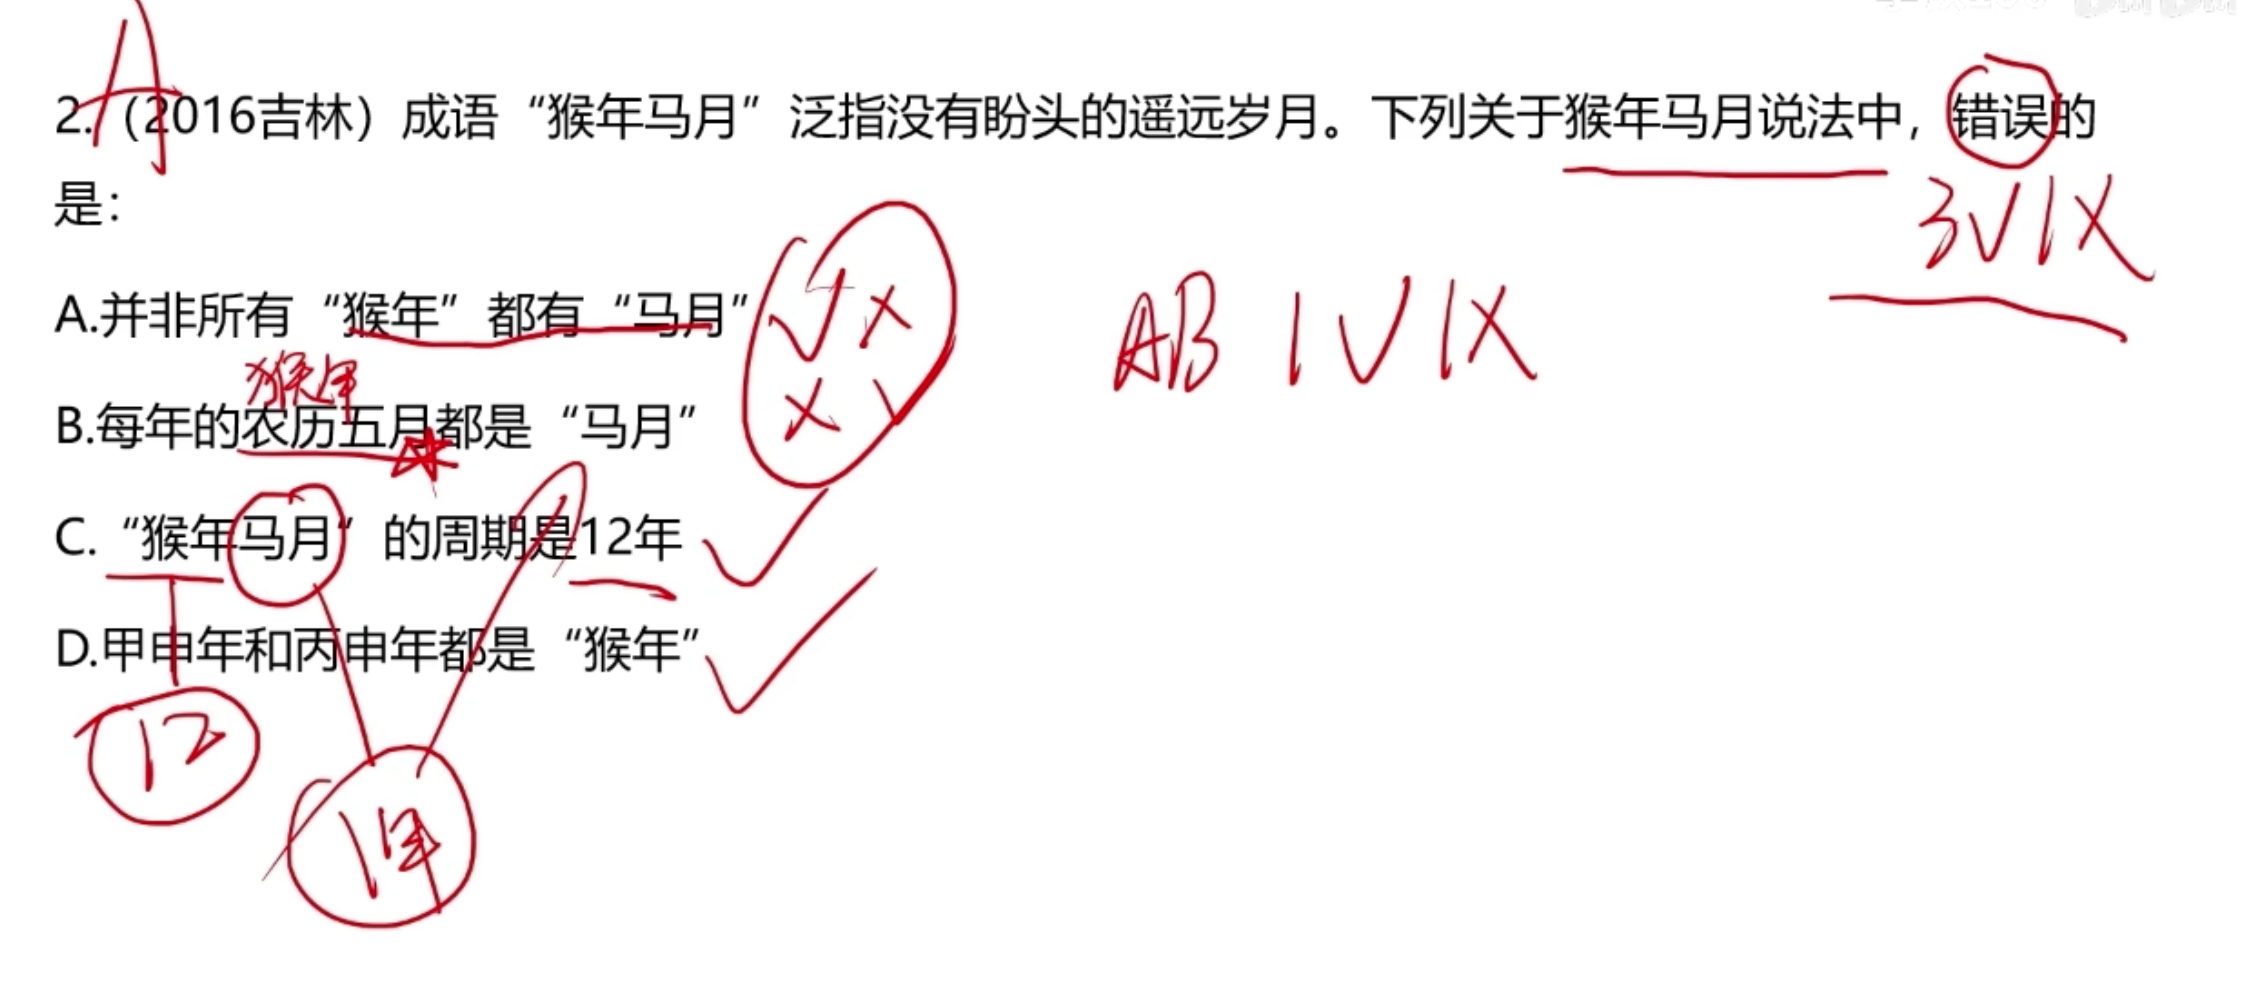 A
2.（2016吉林）成语“猴年马月”泛指没有盼头的遥远岁月。下列关于猴年马月说法中，错误的
是：
3√1X
A.并非所有“猴年”都有“马月”
√×
AB 1√1X
猴年
B.每年的农历五月都是“马月”
×√
C.“猴年马月”的周期是12年
√
D.甲申年和丙申年都是“猴年”
√
12
1年